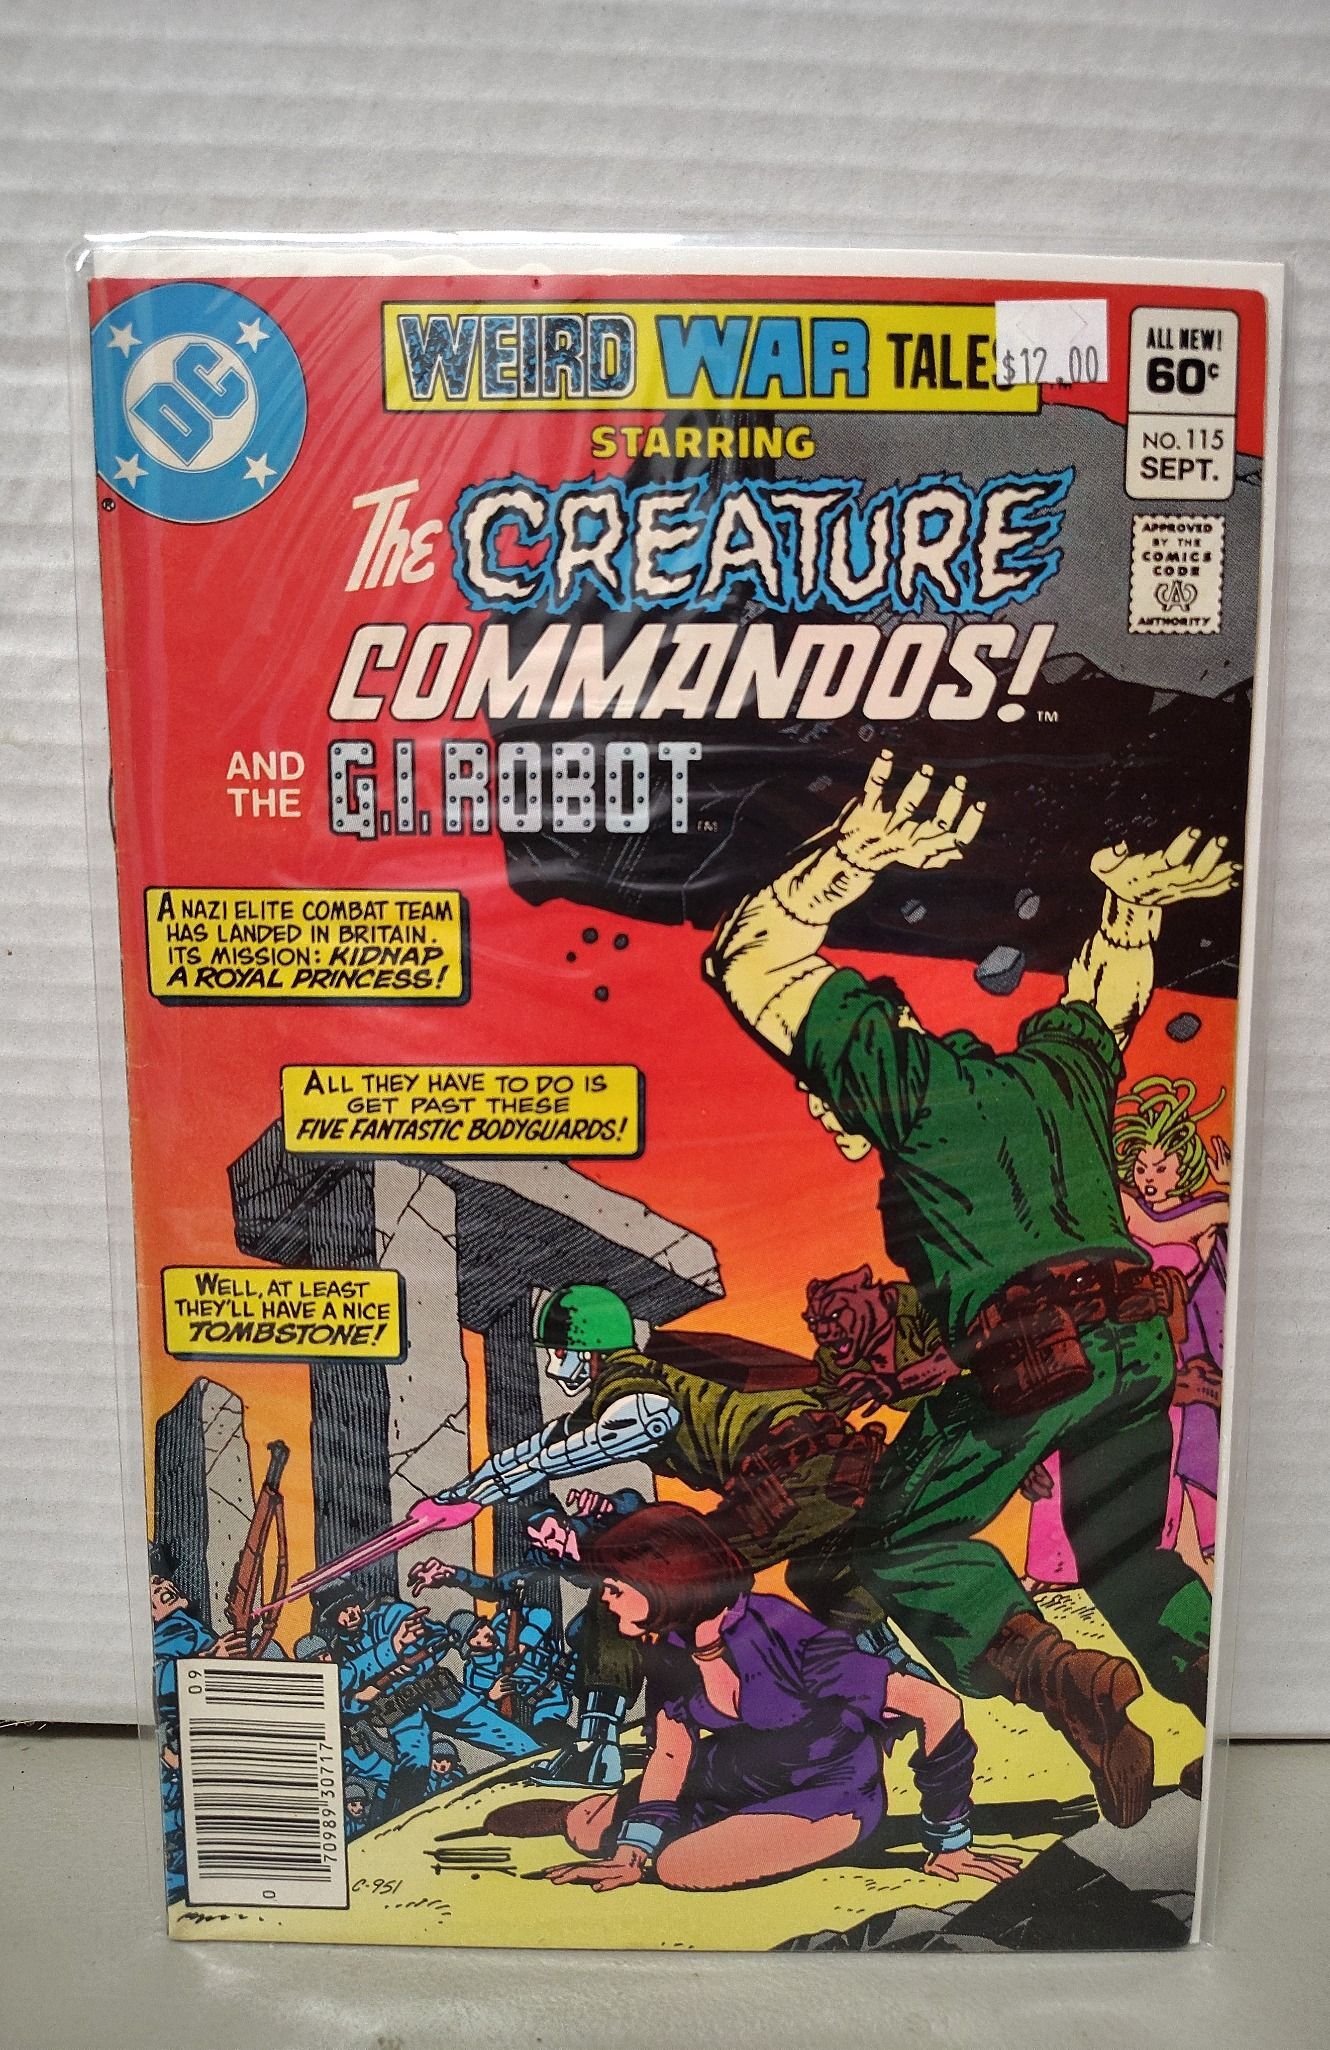 DC
®
WEIRD WAR TALES
$12.00
ALL NEW!
60¢
NO. 115
SEPT.
APPROVED
BY THE
COMICS
CODE
A
AUTHORITY
STARRING
The CREATURE
COMMANDOS!™
AND THE G.I. ROBOT™
A NAZI ELITE COMBAT TEAM
HAS LANDED IN BRITAIN.
ITS MISSION: KIDNAP
A ROYAL PRINCESS!
ALL THEY HAVE TO DO IS
GET PAST THESE
FIVE FANTASTIC BODYGUARDS!
WELL, AT LEAST
THEY'LL HAVE A NICE
TOMBSTONE!
09
0
70989 30717
C-951